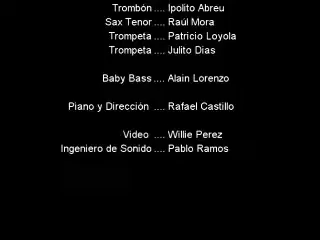 Trombón .... Ipolito Abreu
Sax Tenor .... Raúl Mora
Trompeta .... Patricio Loyola
Trompeta .... Julito Dias
Baby Bass .... Alain Lorenzo
Piano y Dirección .... Rafael Castillo
Video .... Willie Perez
Ingeniero de Sonido .... Pablo Ramos